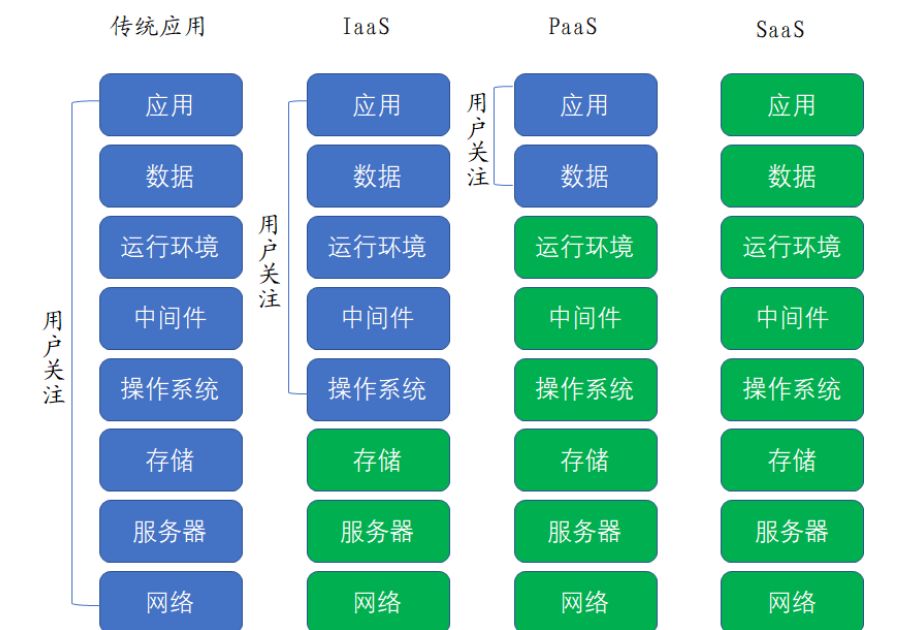 传统应用 IaaS PaaS SaaS
应用 应用 应用 应用
数据 数据 数据 数据
运行环境 运行环境 运行环境 运行环境
中间件 中间件 中间件 中间件
操作系统 操作系统 操作系统 操作系统
存储 存储 存储 存储
服务器 服务器 服务器 服务器
网络 网络 网络 网络
用户关注
用户关注
用户关注